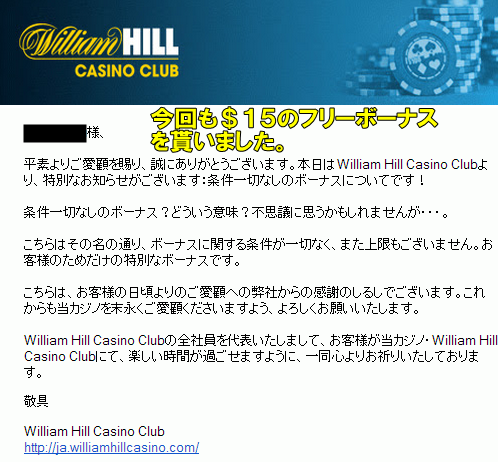 William HILL
CASINO CLUB
様、
今回も＄１５のフリーボーナス
を貰いました。
平素よりご愛顧を賜り、誠にありがとうございます。本日はWilliam Hill Casino Clubよ
り、特別なお知らせがございます：条件一切なしのボーナスについてです！
条件一切なしのボーナス？どういう意味？不思議に思うかもしれませんが・・・。
こちらはその名の通り、ボーナスに関する条件が一切なく、また上限もございません。お
客様のためだけの特別なボーナスです。
こちらは、お客様の日頃よりのご愛顧への弊社からの感謝のしるしでございます。これ
からも当カジノを末永くご愛顧くださいますよう、よろしくお願いいたします。
William Hill Casino Clubの全社員を代表いたしまして、お客様が当カジノ・William Hill
Casino Clubにて、楽しい時間が過ごせますように、一同心よりお祈りいたしておりま
す。
敬具
William Hill Casino Club
http://ja.williamhillcasino.com/